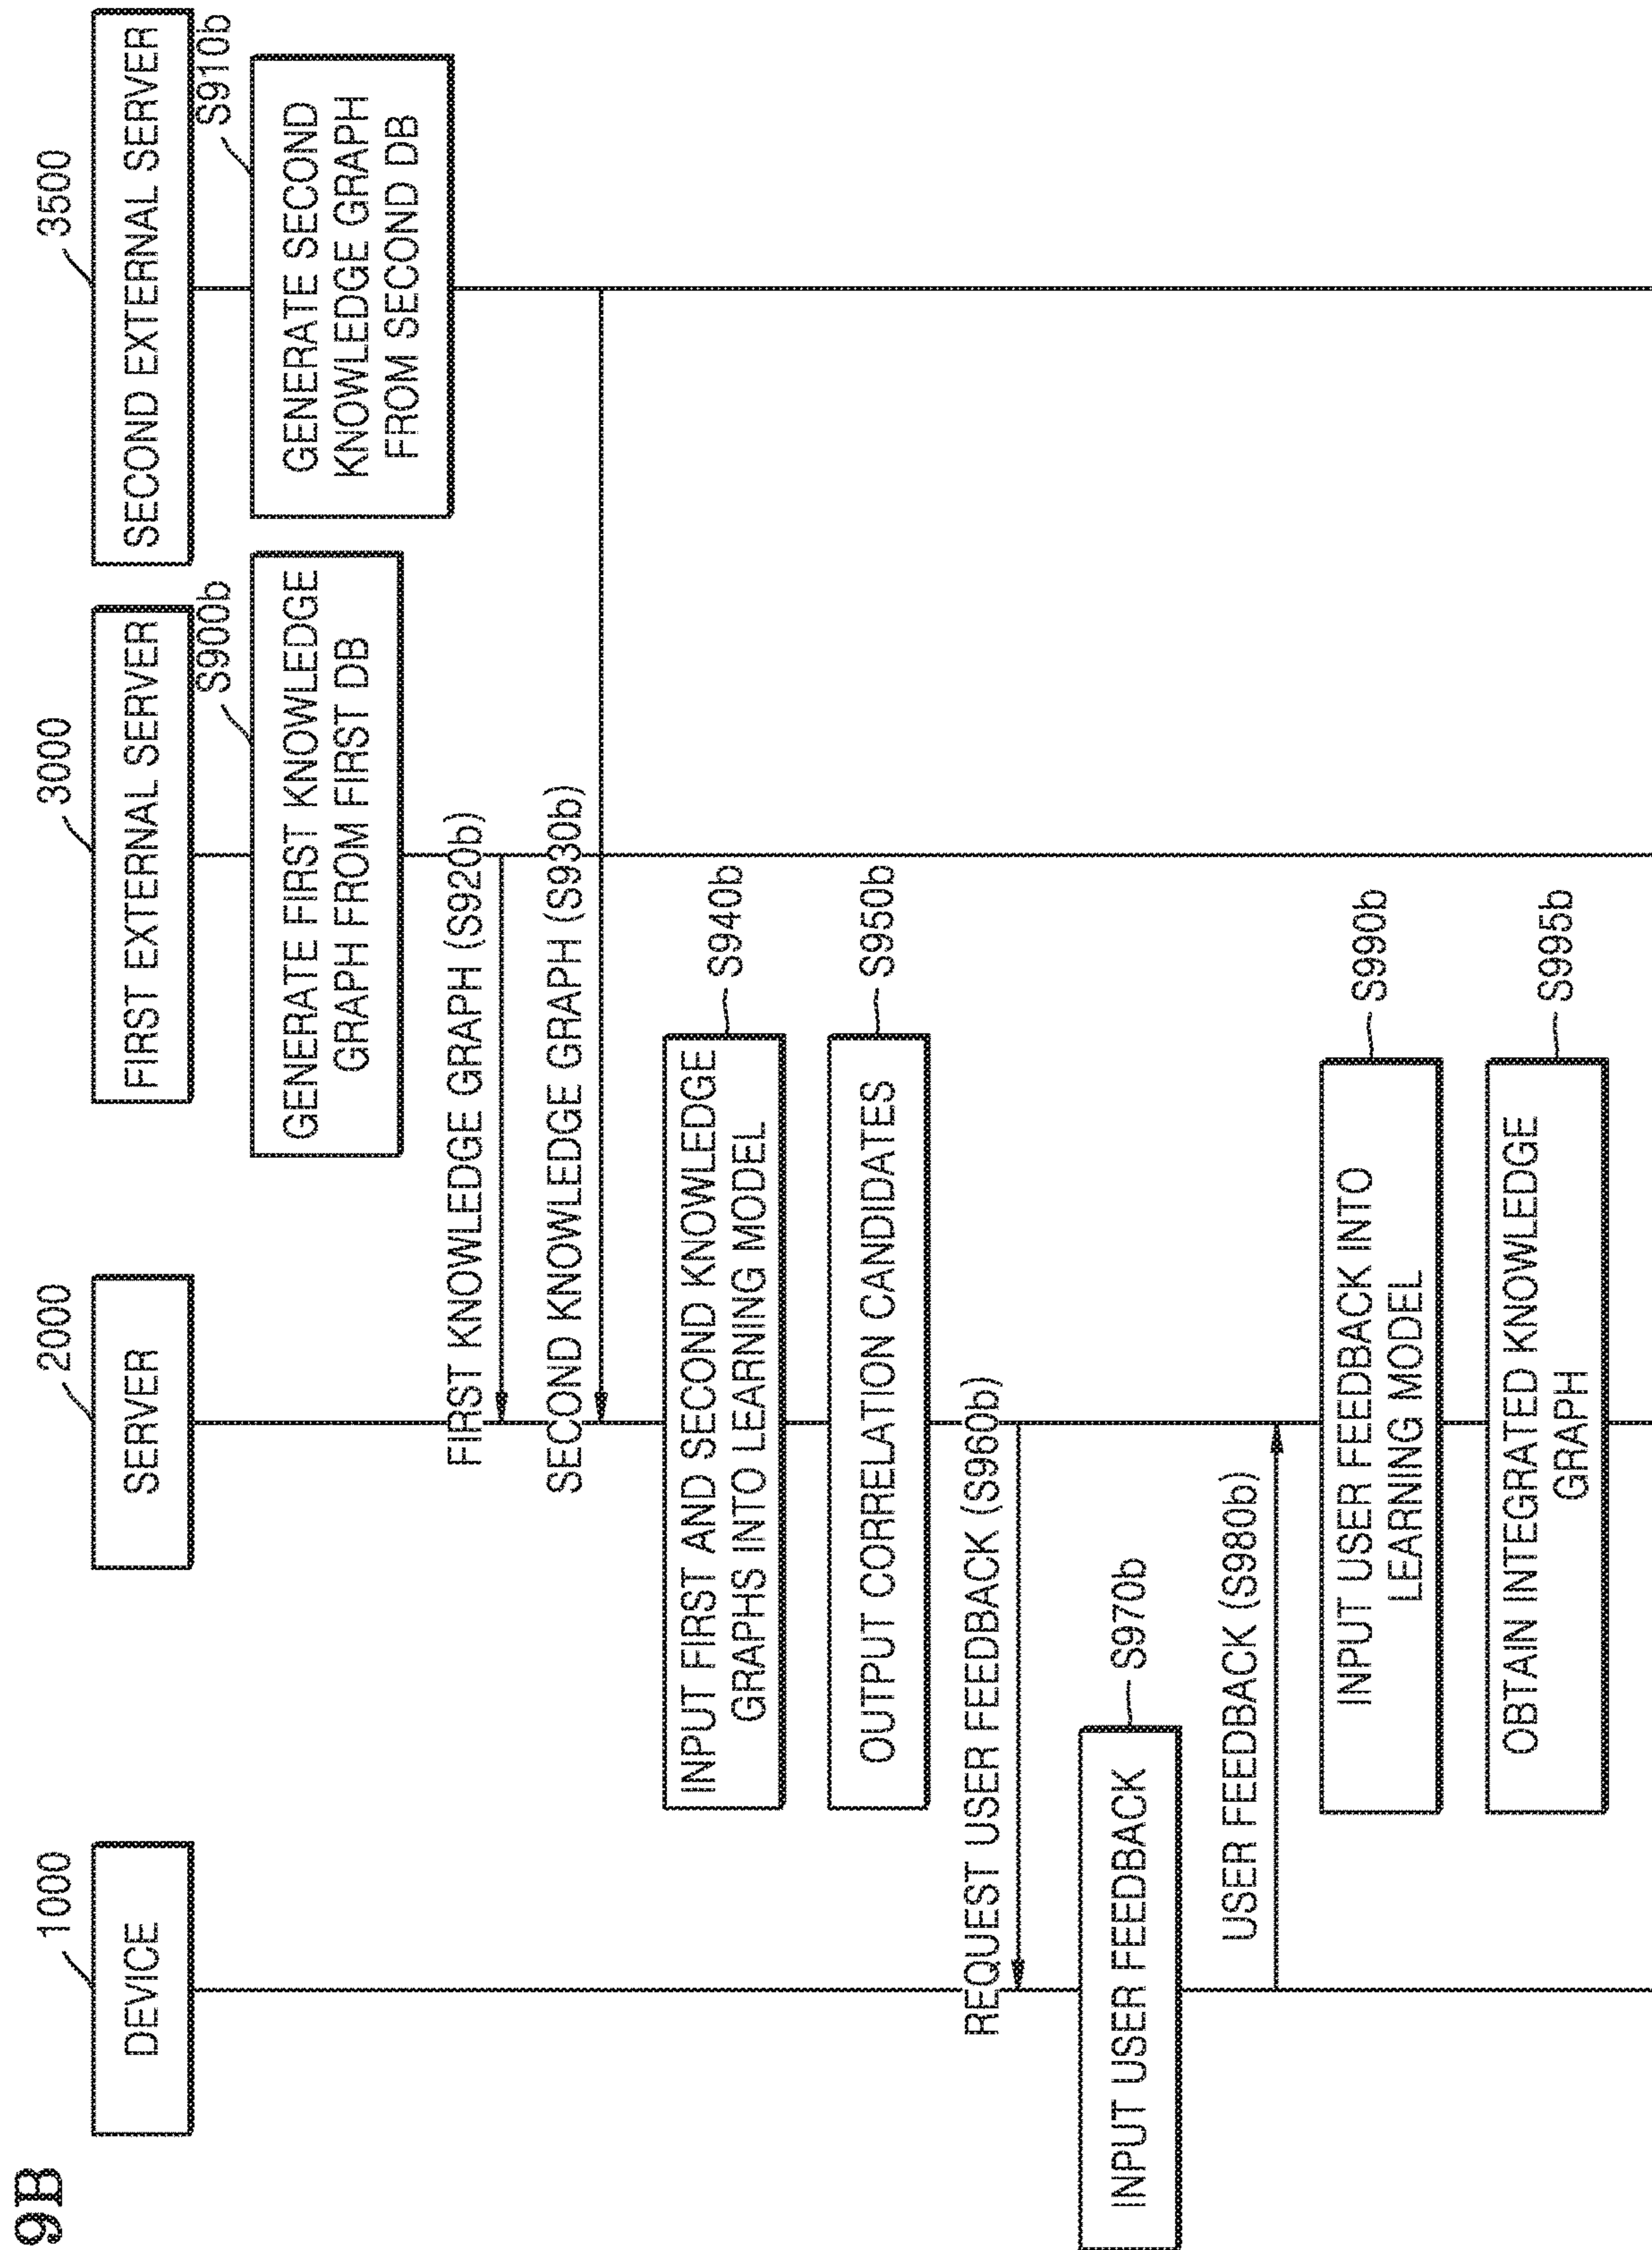 9B
1000
2000
3000
3500
DEVICE
SERVER
FIRST EXTERNAL SERVER
SECOND EXTERNAL SERVER
S900b
S910b
GENERATE FIRST KNOWLEDGE
GRAPH FROM FIRST DB
GENERATE SECOND
KNOWLEDGE GRAPH
FROM SECOND DB
FIRST KNOWLEDGE GRAPH (S920b)
SECOND KNOWLEDGE GRAPH (S930b)
INPUT FIRST AND SECOND KNOWLEDGE
GRAPHS INTO LEARNING MODEL
S940b
OUTPUT CORRELATION CANDIDATES
S950b
REQUEST USER FEEDBACK (S960b)
INPUT USER FEEDBACK
S970b
USER FEEDBACK (S980b)
INPUT USER FEEDBACK INTO
LEARNING MODEL
S990b
OBTAIN INTEGRATED KNOWLEDGE
GRAPH
S995b